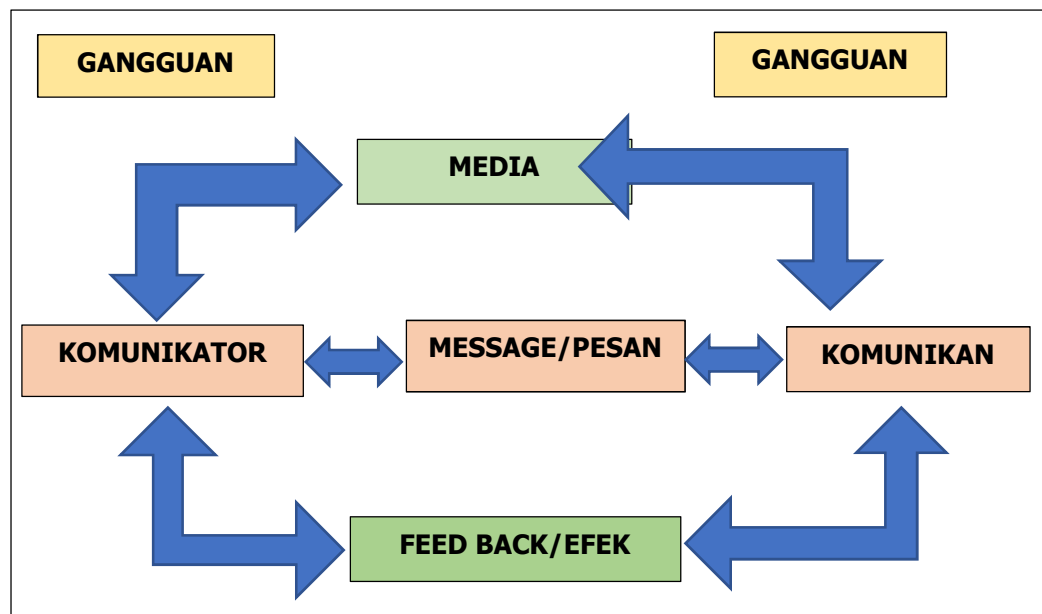 GANGGUAN
GANGGUAN
MEDIA
KOMUNIKATOR
MESSAGE/PESAN
KOMUNIKAN
FEED BACK/EFEK